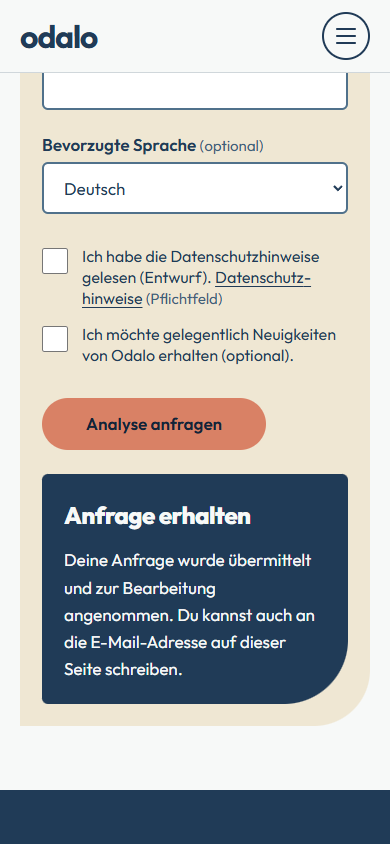 odalo
Bevorzugte Sprache (optional)
Deutsch
Ich habe die Datenschutzhinweise
gelesen (Entwurf). Datenschutz-
hinweise (Pflichtfeld)
Ich möchte gelegentlich Neuigkeiten
von Odalo erhalten (optional).
Analyse anfragen
Anfrage erhalten
Deine Anfrage wurde übermittelt
und zur Bearbeitung
angenommen. Du kannst auch an
die E-Mail-Adresse auf dieser
Seite schreiben.